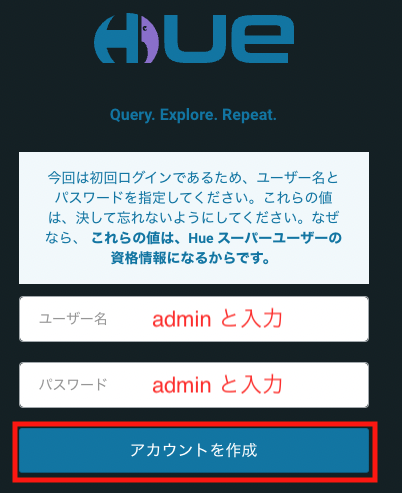 HUE
Query. Explore. Repeat.
今回は初回ログインであるため、ユーザー名と
パスワードを指定してください。これらの値
は、決して忘れないようにしてください。なぜ
なら、 これらの値は、Hue スーパーユーザーの
資格情報になるからです。
ユーザー名 admin と入力
パスワード admin と入力
アカウントを作成